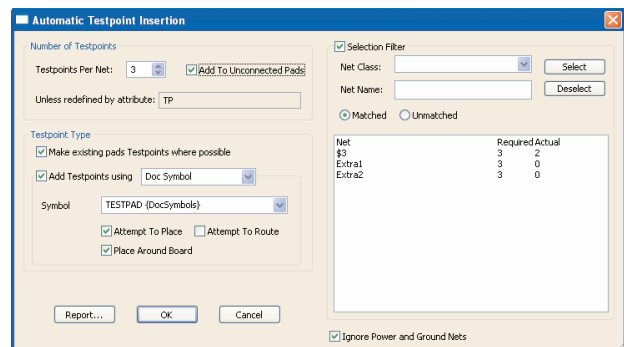 Automatic Testpoint Insertion
Number of Testpoints
Testpoints Per Net: 3 Add To Unconnected Pads
Unless redefined by attribute: TP
Testpoint Type
Make existing pads Testpoints where possible
Add Testpoints using Doc Symbol
Symbol TESTPAD {DocSymbols}
Attempt To Place Attempt To Route
Place Around Board
Report... OK Cancel
Selection Filter
Net Class: Select
Net Name: Deselect
Matched Unmatched
Net Required Actual
$3 3 2
Extra1 3 0
Extra2 3 0
Ignore Power and Ground Nets